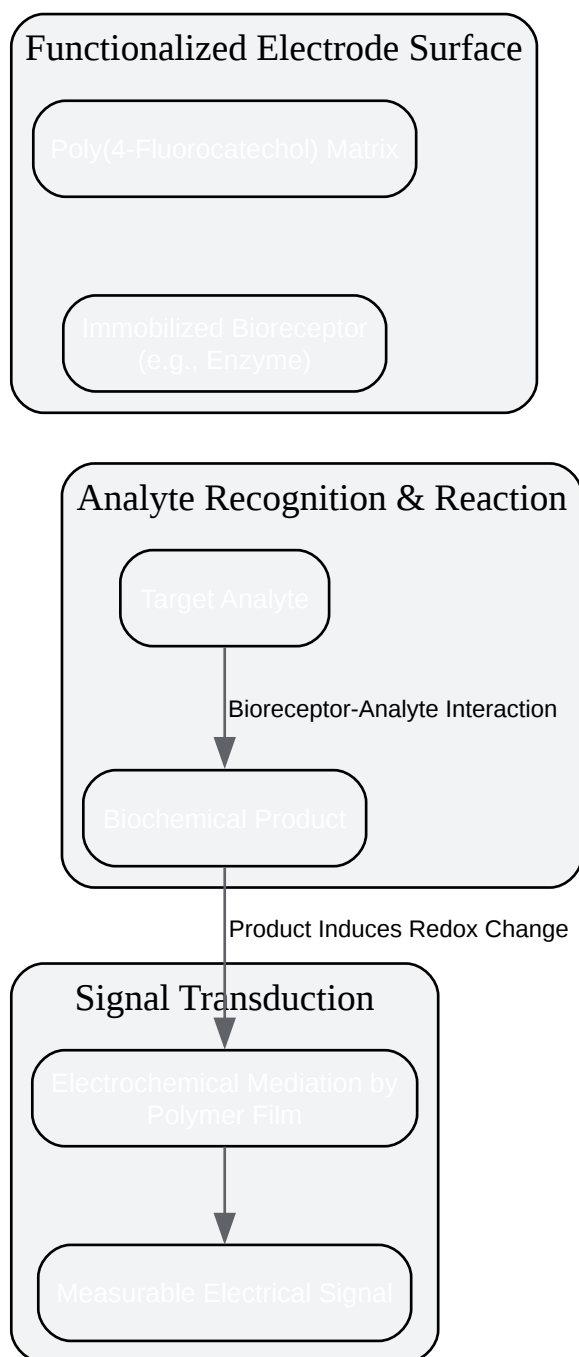 Functionalized Electrode Surface
Poly(4-Fluorocatechol) Matrix
Immobilized Bioreceptor
(e.g., Enzyme)
Analyte Recognition & Reaction
Target Analyte
Bioreceptor-Analyte Interaction
Biochemical Product
Product Induces Redox Change
Signal Transduction
Electrochemical Mediation by
Polymer Film
Measurable Electrical Signal